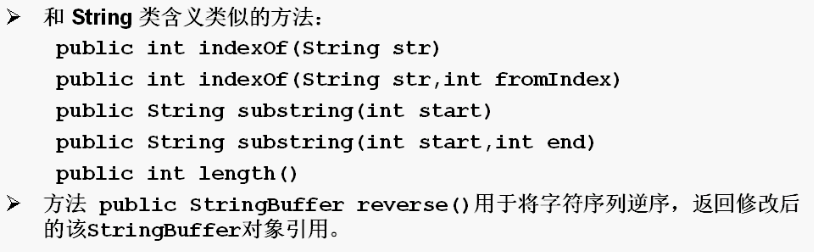 ➢ 和 String 类含义类似的方法：
public int indexOf(String str)
public int indexOf(String str,int fromIndex)
public String substring(int start)
public String substring(int start,int end)
public int length()
➢ 方法 public StringBuffer reverse()用于将字符序列逆序，返回修改后
的该StringBuffer对象引用。